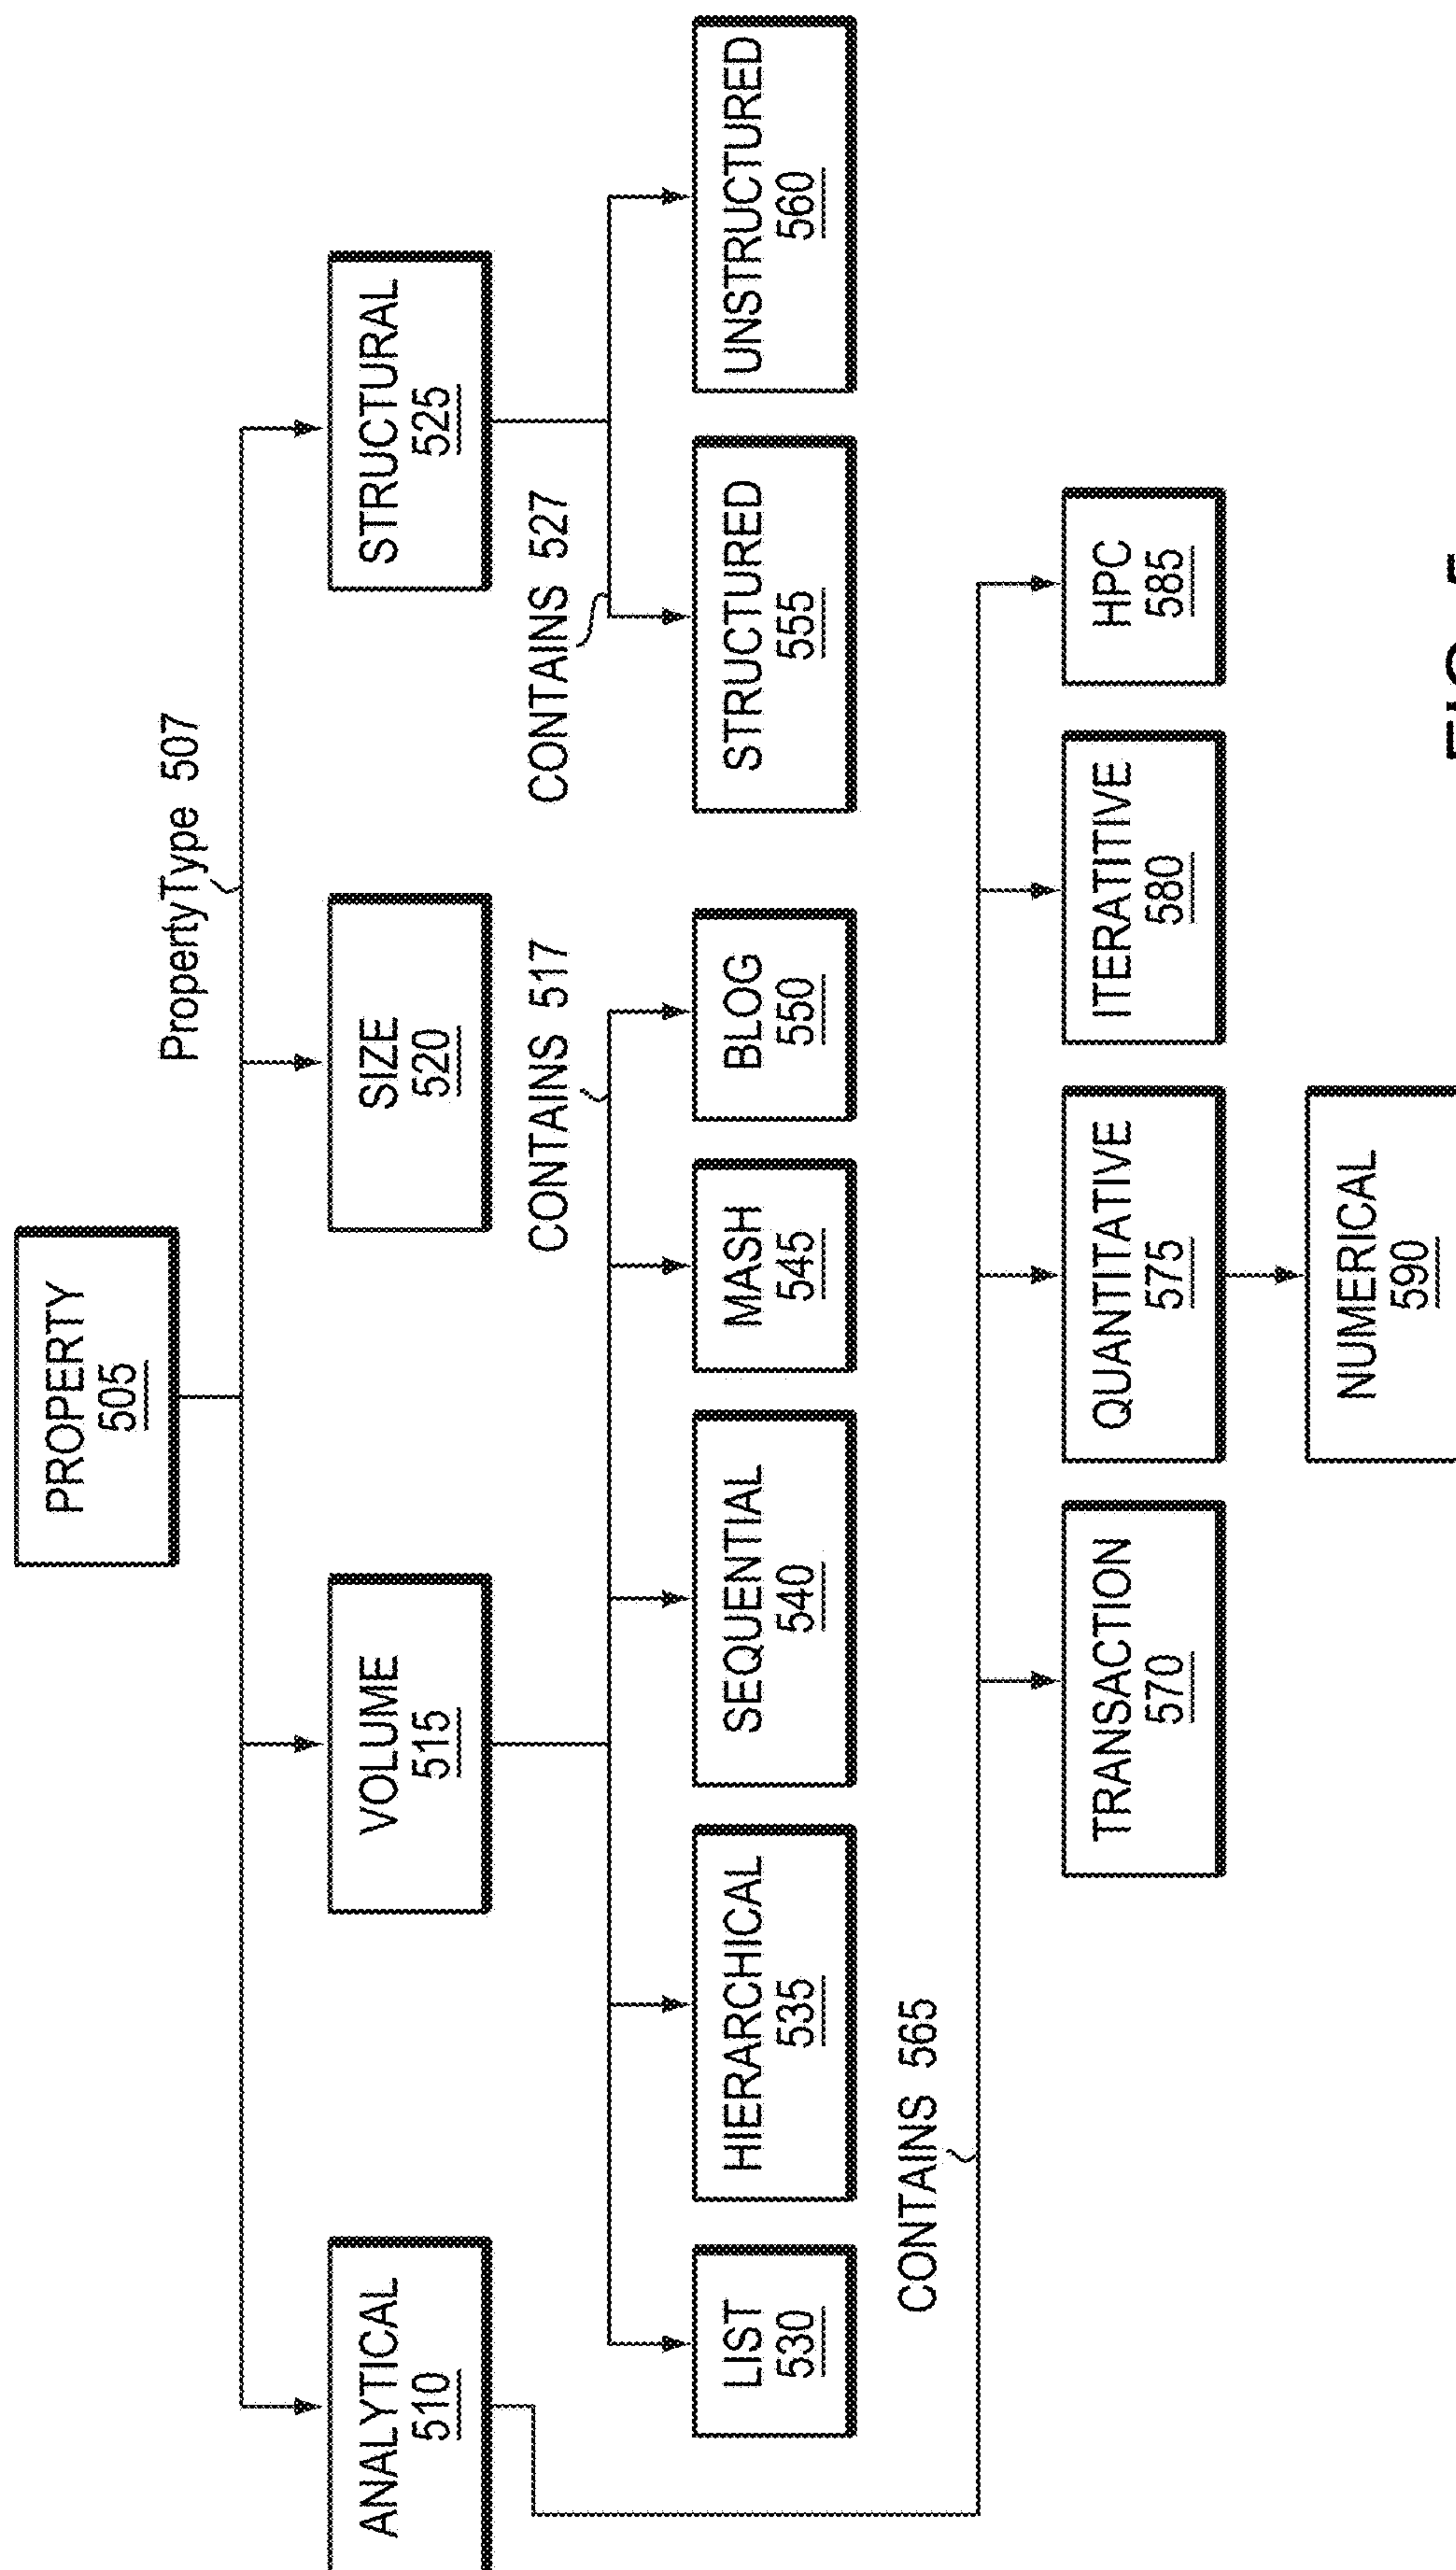 PROPERTY
505
PropertyType 507
ANALYTICAL
510
VOLUME
515
SIZE
520
STRUCTURAL
525
CONTAINS 517
CONTAINS 527
LIST
530
HIERARCHICAL
535
SEQUENTIAL
540
MASH
545
BLOG
550
STRUCTURED
555
UNSTRUCTURED
560
CONTAINS 565
TRANSACTION
570
QUANTITATIVE
575
ITERATITIVE
580
HPC
585
NUMERICAL
590